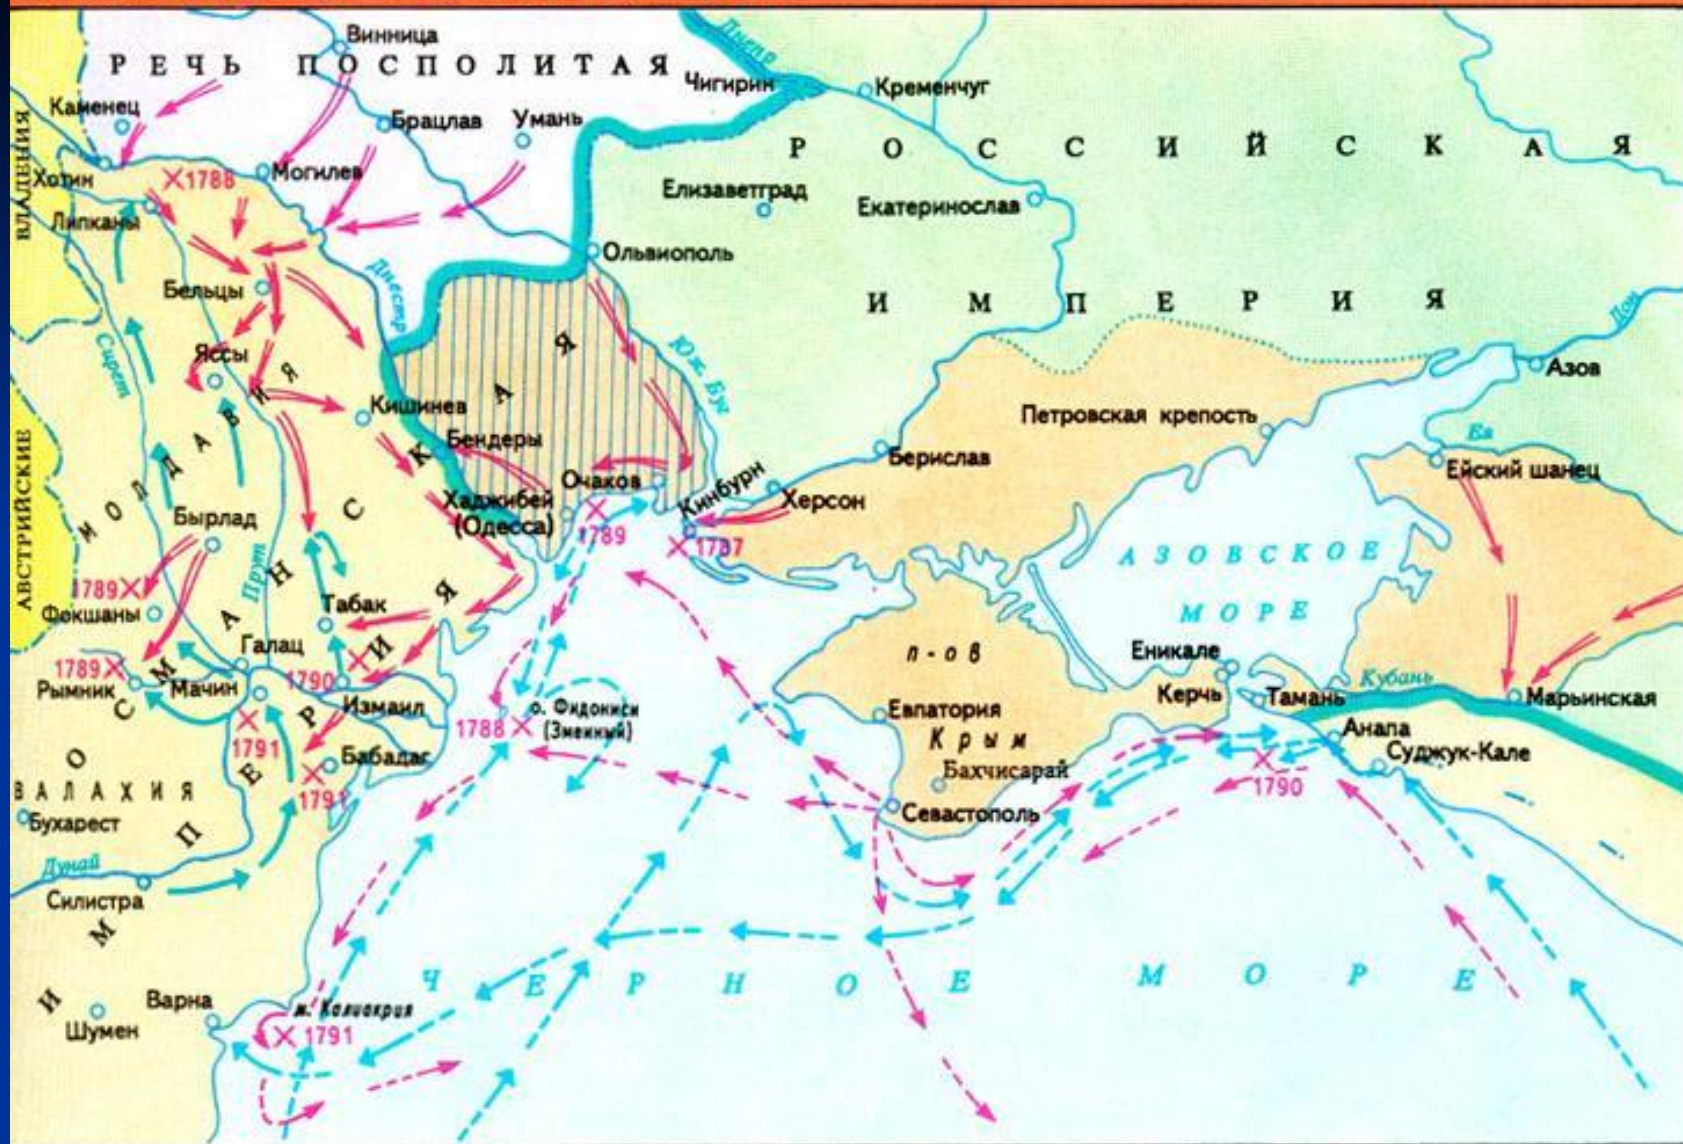 Винница
РЕЧЬ ПОСПОЛИТАЯ
Днепр
Чигирин
Кременчуг
Каменец
Брацлав
Умань
РОССИЙСКАЯ
ВЛАДЕНИЯ
Хотин
1788
Могилев
Елизаветград
Екатеринослав
Липканы
Ольвиополь
Днестр
Бельцы
ИМПЕРИЯ
Дон
Сирет
Яссы
Юж. Буг
Азов
МОЛДАВИЯ
Кишинев
Петровская крепость
АВСТРИЙСКИЕ
Бендеры
Берислав
Ея
Ейский шанец
Очаков
Кинбурн
Хаджибей
(Одесса)
Херсон
Бырлад
1789
1787
АЗОВСКОЕ
МОРЕ
Прут
1789
Фокшаны
Табак
Галац
п-ов
Еникале
1789
Рымник
Мачин
1790
Измаил
Керчь
Тамань
Кубань
Марьинская
о. Фидониси
(Змеиный)
1788
Евпатория
Крым
Анапа
Суджук-Кале
1791
Бабадаг
Бахчисарай
1791
1790
ВАЛАХИЯ
Бухарест
Севастополь
Дунай
Силистра
ОСМАНСКАЯ
ИМПЕРИЯ
ЧЕРНОЕ МОРЕ
Варна
м. Калиакрия
Шумен
1791